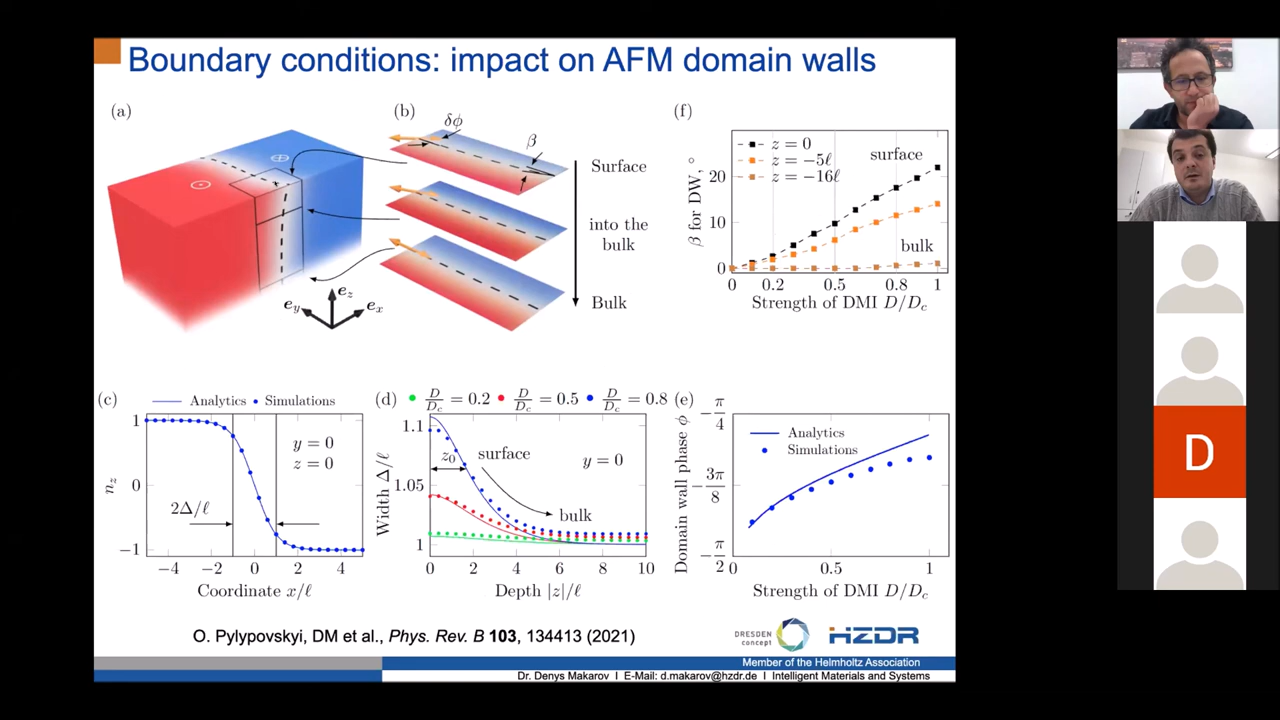 Boundary conditions: impact on AFM domain walls
(a)
e_y
e_z
e_x
(b)
δϕ
β
Surface
into the
bulk
Bulk
(f)
z = 0
z = −5ℓ
z = −16ℓ
surface
bulk
β for DW, °
20
10
0
0 0.2 0.5 0.8 1
Strength of DMI D/D_c
(c)
Analytics Simulations
y = 0
z = 0
2Δ/ℓ
n_z
1
0
−1
−4 −2 0 2 4
Coordinate x/ℓ
(d)
D/D_c = 0.2 D/D_c = 0.5 D/D_c = 0.8
z_0
surface
y = 0
bulk
Width Δ/ℓ
1.1
1.05
1
0 2 4 6 8 10
Depth |z|/ℓ
(e)
Analytics
Simulations
Domain wall phase ϕ
−π/4
−3π/8
−π/2
0 0.5 1
Strength of DMI D/D_c
O. Pylypovskyi, DM et al., Phys. Rev. B 103, 134413 (2021)
DRESDEN
concept
HZDR
Member of the Helmholtz Association
Dr. Denys Makarov I E-Mail: d.makarov@hzdr.de I Intelligent Materials and Systems
D